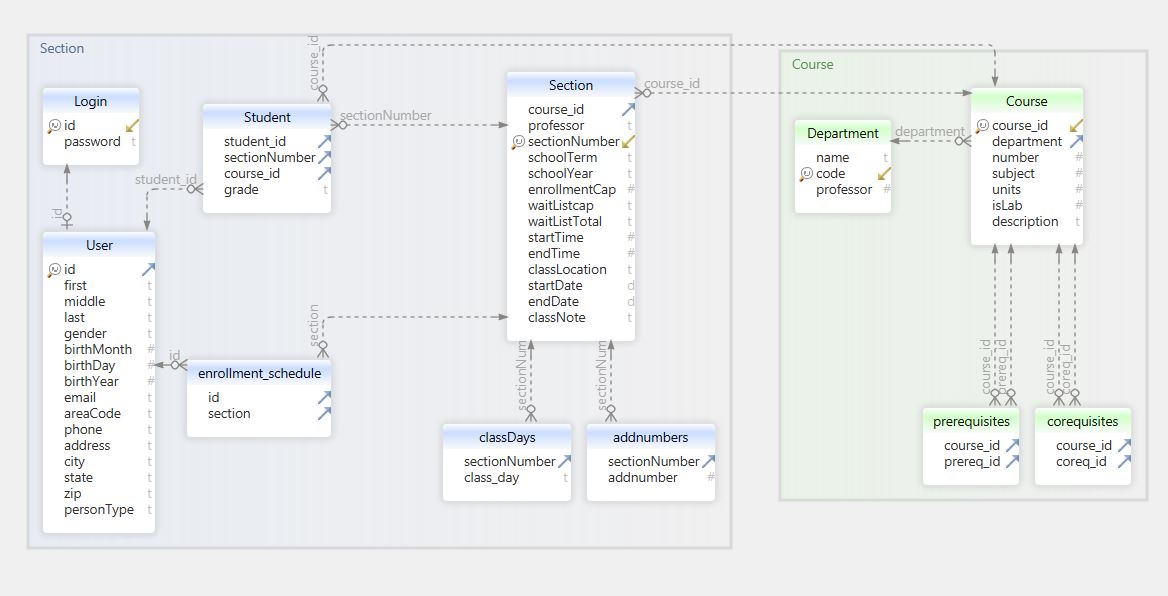 Section
Course
Login
id
password
t
Student
student_id
sectionNumber
course_id
grade
t
Section
course_id
professor t
sectionNumber
schoolTerm t
schoolYear t
enrollmentCap #
waitListcap t
waitListTotal t
startTime #
endTime #
classLocation t
startDate d
endDate d
classNote t
Department
name t
code
professor #
Course
course_id
department
number #
subject #
units #
isLab #
description t
User
id
first t
middle t
last t
gender t
birthMonth #
birthDay #
birthYear #
email t
areaCode t
phone t
address t
city t
state t
zip t
personType t
enrollment_schedule
id
section
classDays
sectionNumber
class_day t
addnumbers
sectionNumber
addnumber #
prerequisites
course_id
prereq_id
corequisites
course_id
coreq_id
course_id
sectionNumber
course_id
department
student_id
id
id
section
sectionNum
sectionNum
course_id
prereq_id
course_id
coreq_id